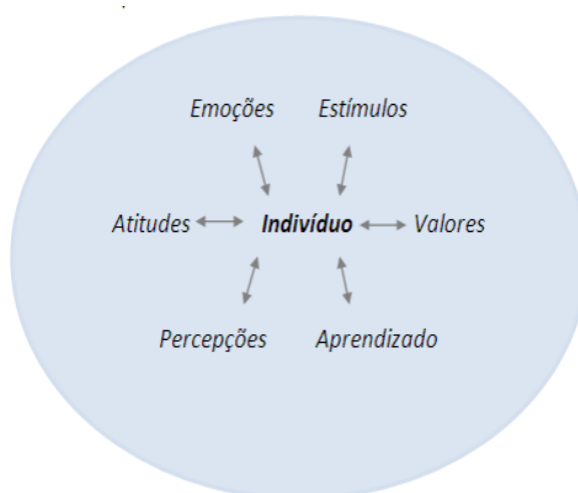 Emoções Estímulos
Atitudes Indivíduo Valores
Percepções Aprendizado